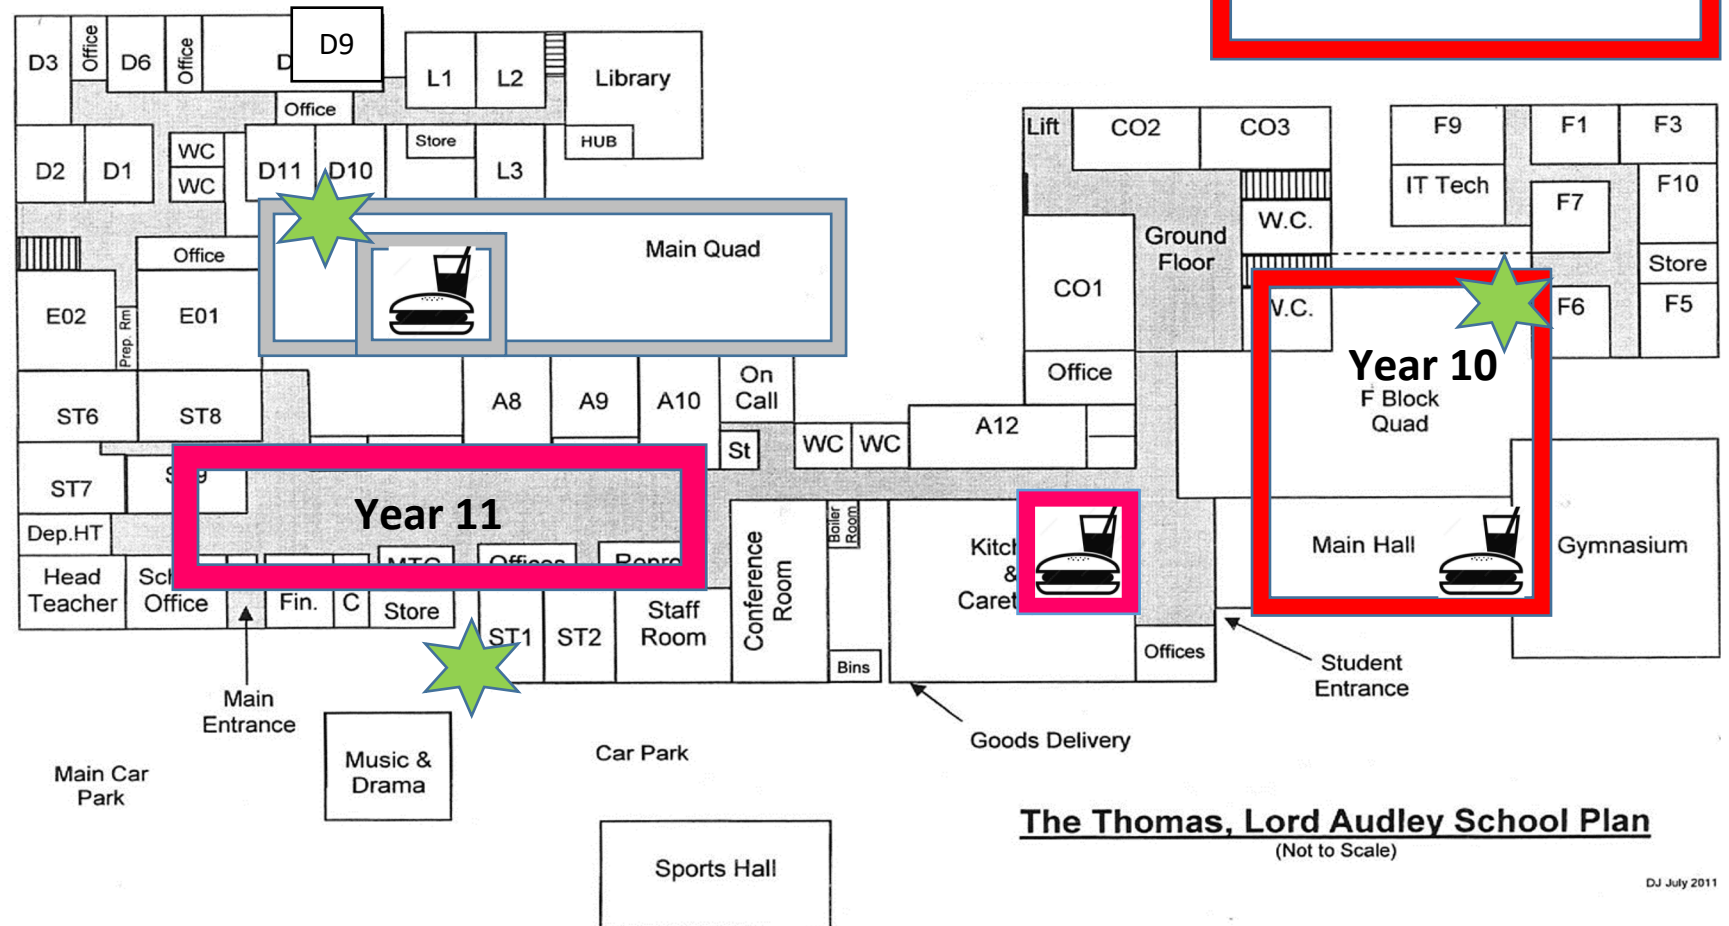 D3
Office
D6
Office
D
D9
L1
L2
Library
Office
D2
D1
WC
WC
D11
D10
Store
L3
HUB
Lift
CO2
CO3
F9
F1
F3
IT Tech
F7
F10
W.C.
Ground
Floor
Main Quad
Office
E02
Prep. Rm
E01
CO1
Store
W.C.
F6
F5
Year 10
F Block
Quad
Office
On
Call
ST6
ST8
A8
A9
A10
A12
St
WC
WC
ST7
9
Year 11
Dep.HT
Head
Teacher
Office
Fin.
C
Store
ST1
ST2
Staff
Room
Conference
Room
Boiler
Room
Bins
&
Main Hall
Gymnasium
Offices
Student
Entrance
Main
Entrance
Goods Delivery
Music &
Drama
Car Park
Main Car
Park
Sports Hall
The Thomas, Lord Audley School Plan
(Not to Scale)
DJ July 2011